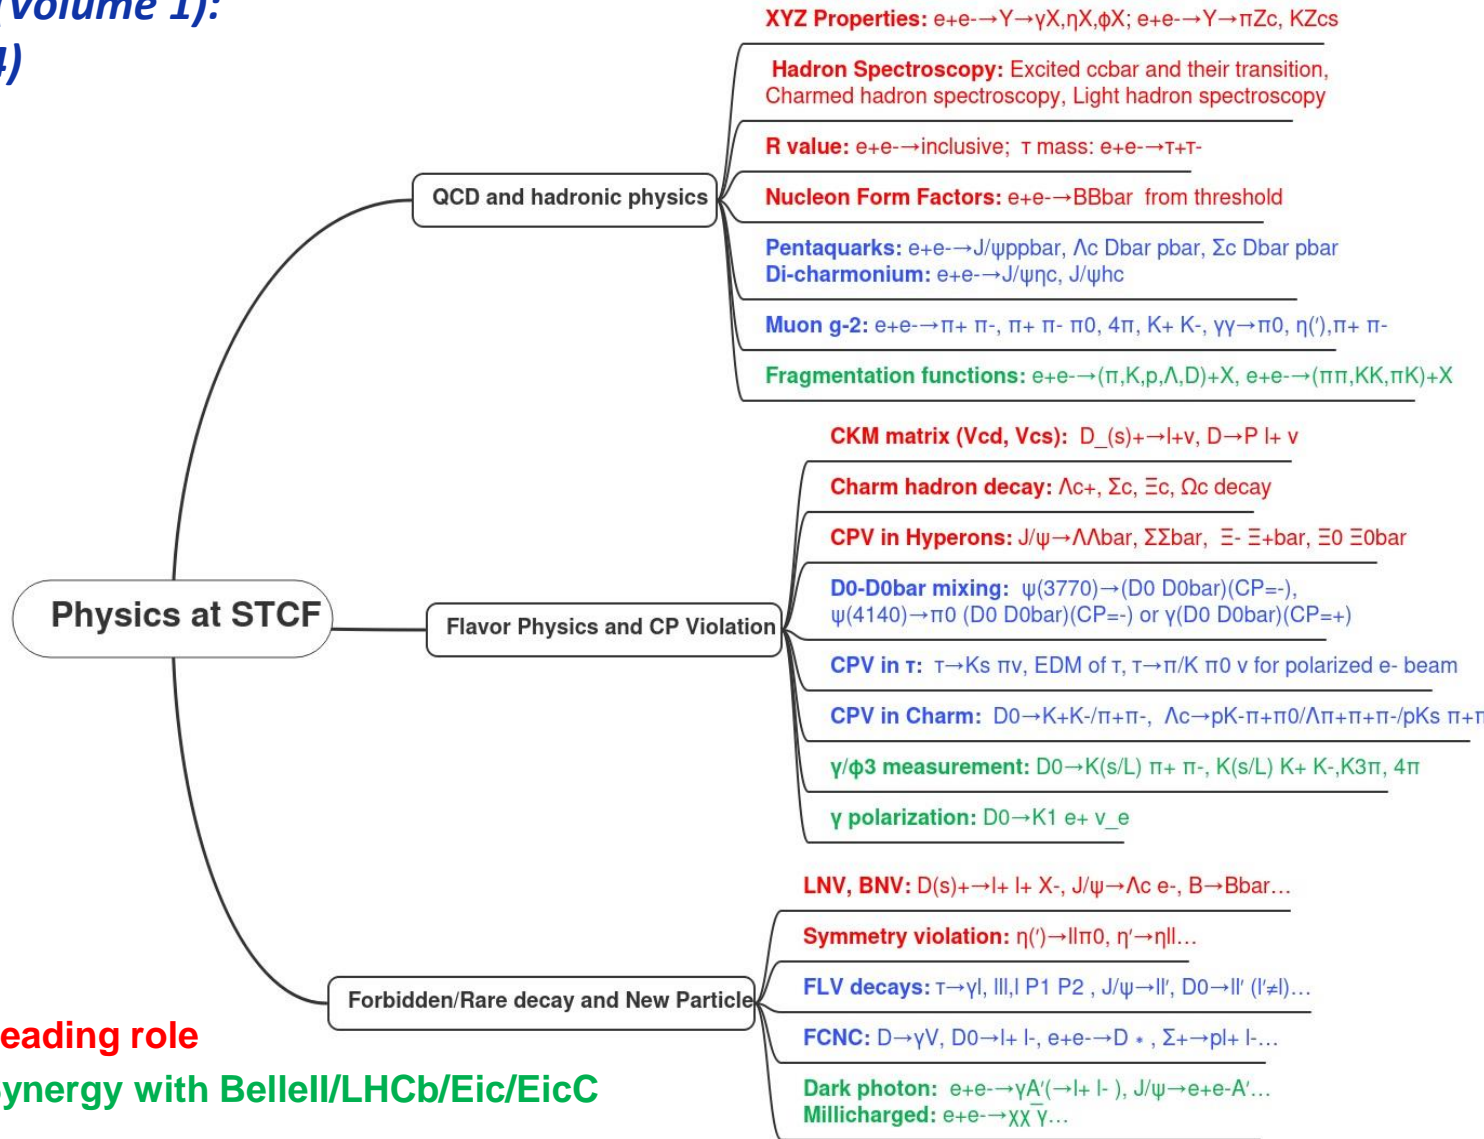 (Volume 1):
4)
XYZ Properties: e+e-→Y→γX,ηX,ϕX; e+e-→Y→πZc, KZcs
Hadron Spectroscopy: Excited ccbar and their transition,
Charmed hadron spectroscopy, Light hadron spectroscopy
R value: e+e-→inclusive; τ mass: e+e-→τ+τ-
QCD and hadronic physics
Nucleon Form Factors: e+e-→BBbar from threshold
Pentaquarks: e+e-→J/ψppbar, Λc Dbar pbar, Σc Dbar pbar
Di-charmonium: e+e-→J/ψηc, J/ψhc
Muon g-2: e+e-→π+ π-, π+ π- π0, 4π, K+ K-, γγ→π0, η(′),π+ π-
Fragmentation functions: e+e-→(π,K,p,Λ,D)+X, e+e-→(ππ,KK,πK)+X
CKM matrix (Vcd, Vcs): D_(s)+→l+ν, D→P l+ ν
Charm hadron decay: Λc+, Σc, Ξc, Ωc decay
CPV in Hyperons: J/ψ→ΛΛbar, ΣΣbar, Ξ- Ξ+bar, Ξ0 Ξ0bar
D0-D0bar mixing: ψ(3770)→(D0 D0bar)(CP=-),
ψ(4140)→π0 (D0 D0bar)(CP=-) or γ(D0 D0bar)(CP=+)
Physics at STCF
Flavor Physics and CP Violation
CPV in τ: τ→Ks πν, EDM of τ, τ→π/K π0 ν for polarized e- beam
CPV in Charm: D0→K+K-/π+π-, Λc→pK-π+π0/Λπ+π+π-/pKs π+π
γ/ϕ3 measurement: D0→K(s/L) π+ π-, K(s/L) K+ K-,K3π, 4π
γ polarization: D0→K1 e+ ν_e
LNV, BNV: D(s)+→l+ l+ X-, J/ψ→Λc e-, B→Bbar…
Symmetry violation: η(′)→llπ0, η′→ηll…
FLV decays: τ→γl, lll,l P1 P2 , J/ψ→ll′, D0→ll′ (l′≠l)…
Forbidden/Rare decay and New Particle
FCNC: D→γV, D0→l+ l-, e+e-→D * , Σ+→pl+ l-…
Dark photon: e+e-→γA′(→l+ l- ), J/ψ→e+e-A′…
Millicharged: e+e-→χχ̅ γ…
eading role
ynergy with BelleII/LHCb/Eic/EicC